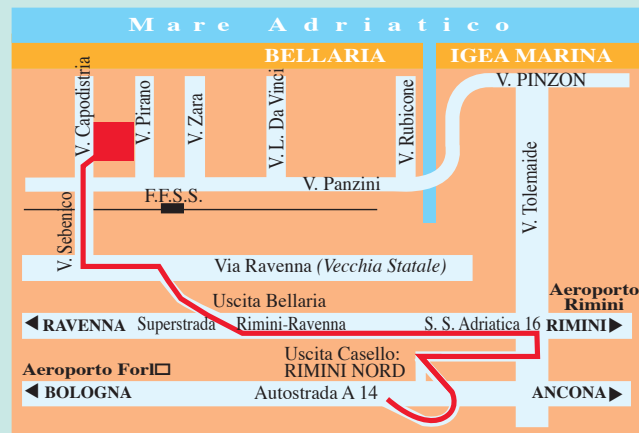 Mare Adriatico
BELLARIA
IGEA MARINA
V. PINZON
V. Capodistria
V. Pirano
V. Zara
V. L. Da Vinci
V. Rubicone
V. Panzini
F.F.S.S.
V. Tolemaide
V. Sebenico
Via Ravenna (Vecchia Statale)
Uscita Bellaria
Aeroporto
Rimini
RAVENNA Superstrada Rimini-Ravenna S. S. Adriatica 16 RIMINI
Uscita Casello:
RIMINI NORD
Aeroporto Forl□
BOLOGNA Autostrada A 14 ANCONA